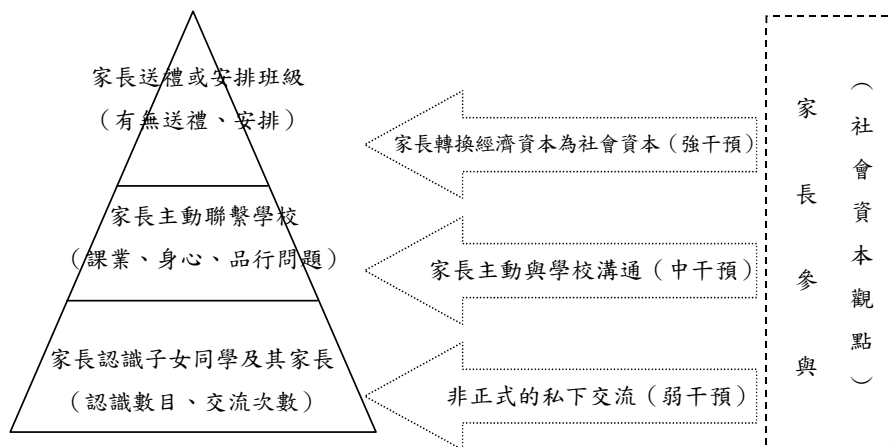 家長送禮或安排班級
（有無送禮、安排）
家長轉換經濟資本為社會資本（強干預）
家長主動聯繫學校
（課業、身心、品行問題）
家長主動與學校溝通（中干預）
家長認識子女同學及其家長
（認識數目、交流次數）
非正式的私下交流（弱干預）
家長參與
（社會資本觀點）